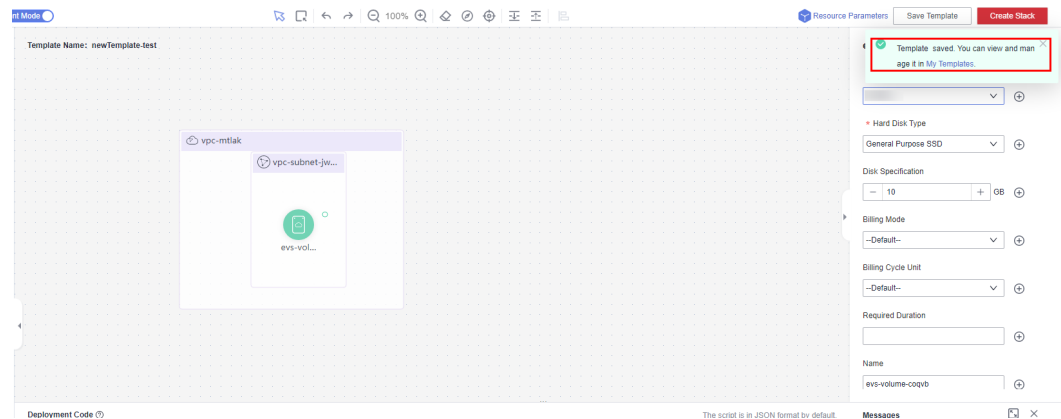 nt Mode
100%
Resource Parameters
Save Template
Create Stack
Template Name: newTemplate-test
Template saved. You can view and man
age it in My Templates.
vpc-mtlak
vpc-subnet-jw...
evs-vol...
* Hard Disk Type
General Purpose SSD
Disk Specification
10
GB
Billing Mode
--Default--
Billing Cycle Unit
--Default--
Required Duration
Name
evs-volume-coqvb
Deployment Code
The script is in JSON format by default.
Messages